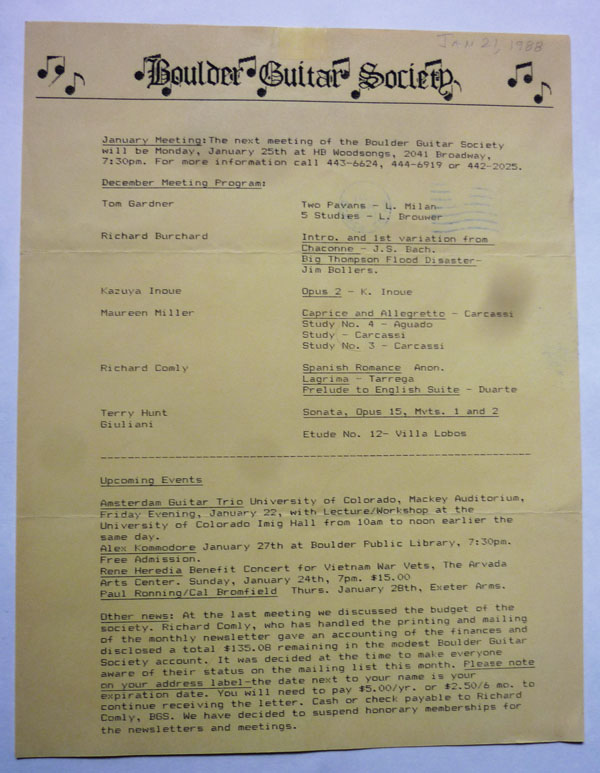 JAN 21, 1988
Boulder Guitar Society
January Meeting:The next meeting of the Boulder Guitar Society
will be Monday, January 25th at HB Woodsongs, 2041 Broadway,
7:30pm. For more information call 443-6624, 444-6919 or 442-2025.
December Meeting Program:
Tom Gardner Two Pavans - L. Milan
5 Studies - L. Brouwer
Richard Burchard Intro. and 1st variation from
Chaconne - J.S. Bach.
Big Thompson Flood Disaster-
Jim Bollers.
Kazuya Inoue Opus 2 - K. Inoue
Maureen Miller Caprice and Allegretto - Carcassi
Study No. 4 - Aguado
Study - Carcassi
Study No. 3 - Carcassi
Richard Comly Spanish Romance Anon.
Lagrima - Tarrega
Prelude to English Suite - Duarte
Terry Hunt Sonata, Opus 15, Mvts. 1 and 2
Giuliani
Etude No. 12- Villa Lobos
Upcoming Events
Amsterdam Guitar Trio University of Colorado, Mackey Auditorium,
Friday Evening, January 22, with Lecture/Workshop at the
University of Colorado Imig Hall from 10am to noon earlier the
same day.
Alex Kommodore January 27th at Boulder Public Library, 7:30pm.
Free Admission.
Rene Heredia Benefit Concert for Vietnam War Vets, The Arvada
Arts Center. Sunday, January 24th, 7pm. $15.00
Paul Ronning/Cal Bromfield Thurs. January 28th, Exeter Arms.
Other news: At the last meeting we discussed the budget of the
society. Richard Comly, who has handled the printing and mailing
of the monthly newsletter gave an accounting of the finances and
disclosed a total $135.08 remaining in the modest Boulder Guitar
Society account. It was decided at the time to make everyone
aware of their status on the mailing list this month. Please note
on your address label-the date next to your name is your
expiration date. You will need to pay $5.00/yr. or $2.50/6 mo. to
continue receiving the letter. Cash or check payable to Richard
Comly, BGS. We have decided to suspend honorary memberships for
the newsletters and meetings.